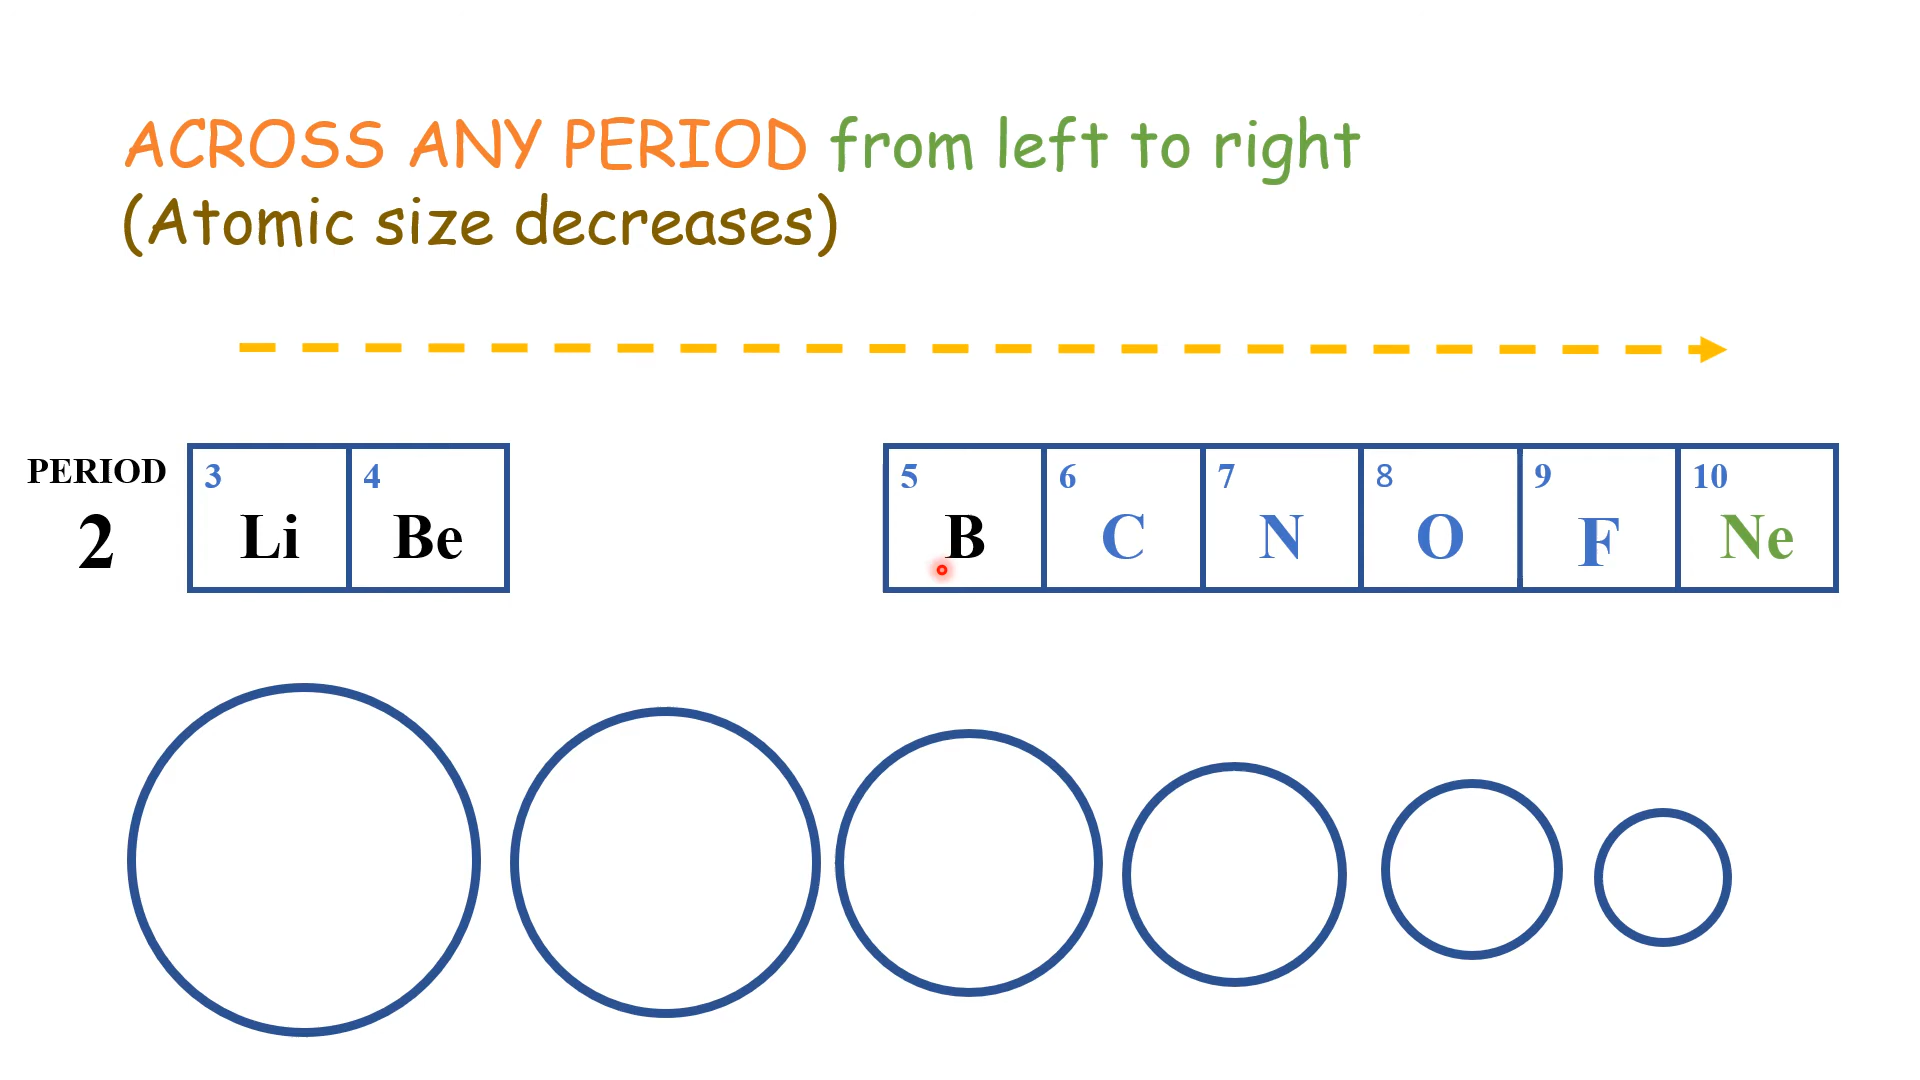 ACROSS ANY PERIOD from left to right
(Atomic size decreases)
PERIOD
2
3 4 5 6 7 8 9 10
Li Be B C N O F Ne